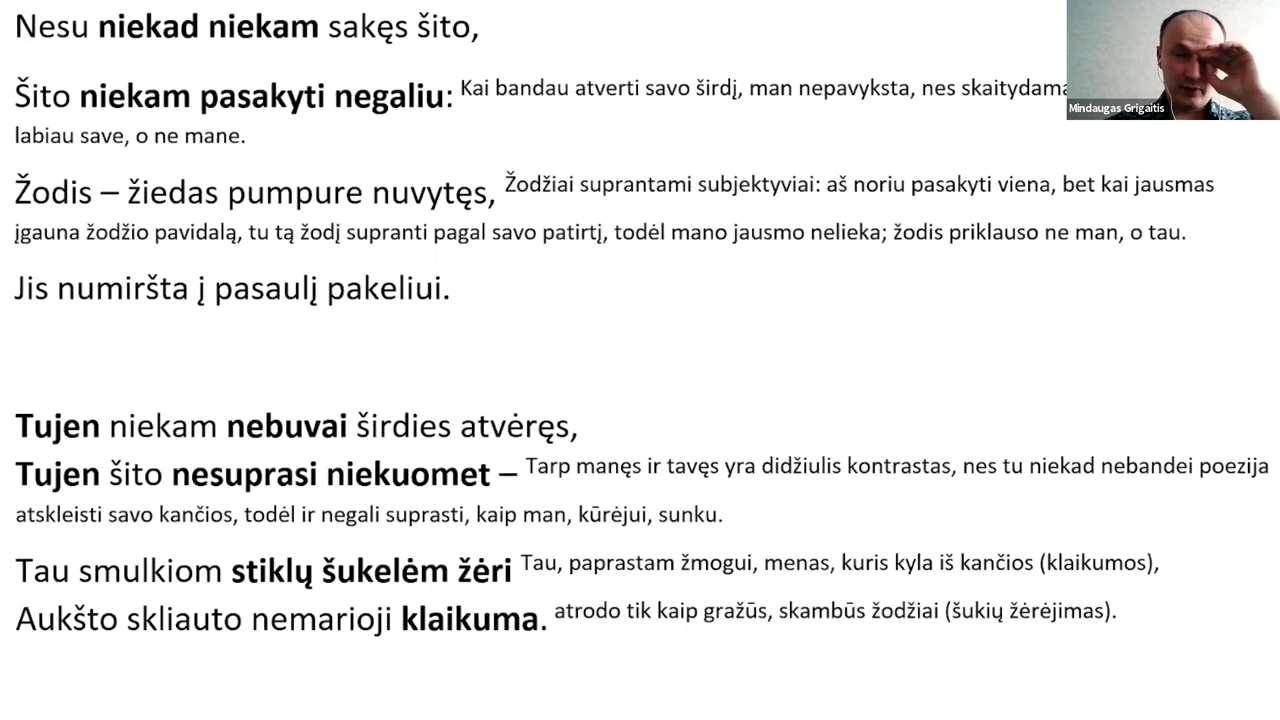 Nesu niekad niekam sakęs šito,
Šito niekam pasakyti negaliu: Kai bandau atverti savo širdį, man nepavyksta, nes skaitydama
labiau save, o ne mane.
Mindaugas Grigaitis
Žodis – žiedas pumpure nuvytęs, Žodžiai suprantami subjektyviai: aš noriu pasakyti viena, bet kai jausmas
įgauna žodžio pavidalą, tu tą žodį supranti pagal savo patirtį, todėl mano jausmo nelieka; žodis priklauso ne man, o tau.
Jis numiršta į pasaulį pakeliui.
Tujen niekam nebuvai širdies atvėręs,
Tujen šito nesuprasi niekuomet – Tarp manęs ir tavęs yra didžiulis kontrastas, nes tu niekad nebandei poezija
atskleisti savo kančios, todėl ir negali suprasti, kaip man, kūrėjui, sunku.
Tau smulkiom stiklų šukelėm žėri Tau, paprastam žmogui, menas, kuris kyla iš kančios (klaikumos),
Aukšto skliauto nemarioji klaikuma. atrodo tik kaip gražūs, skambūs žodžiai (šukių žėrėjimas).